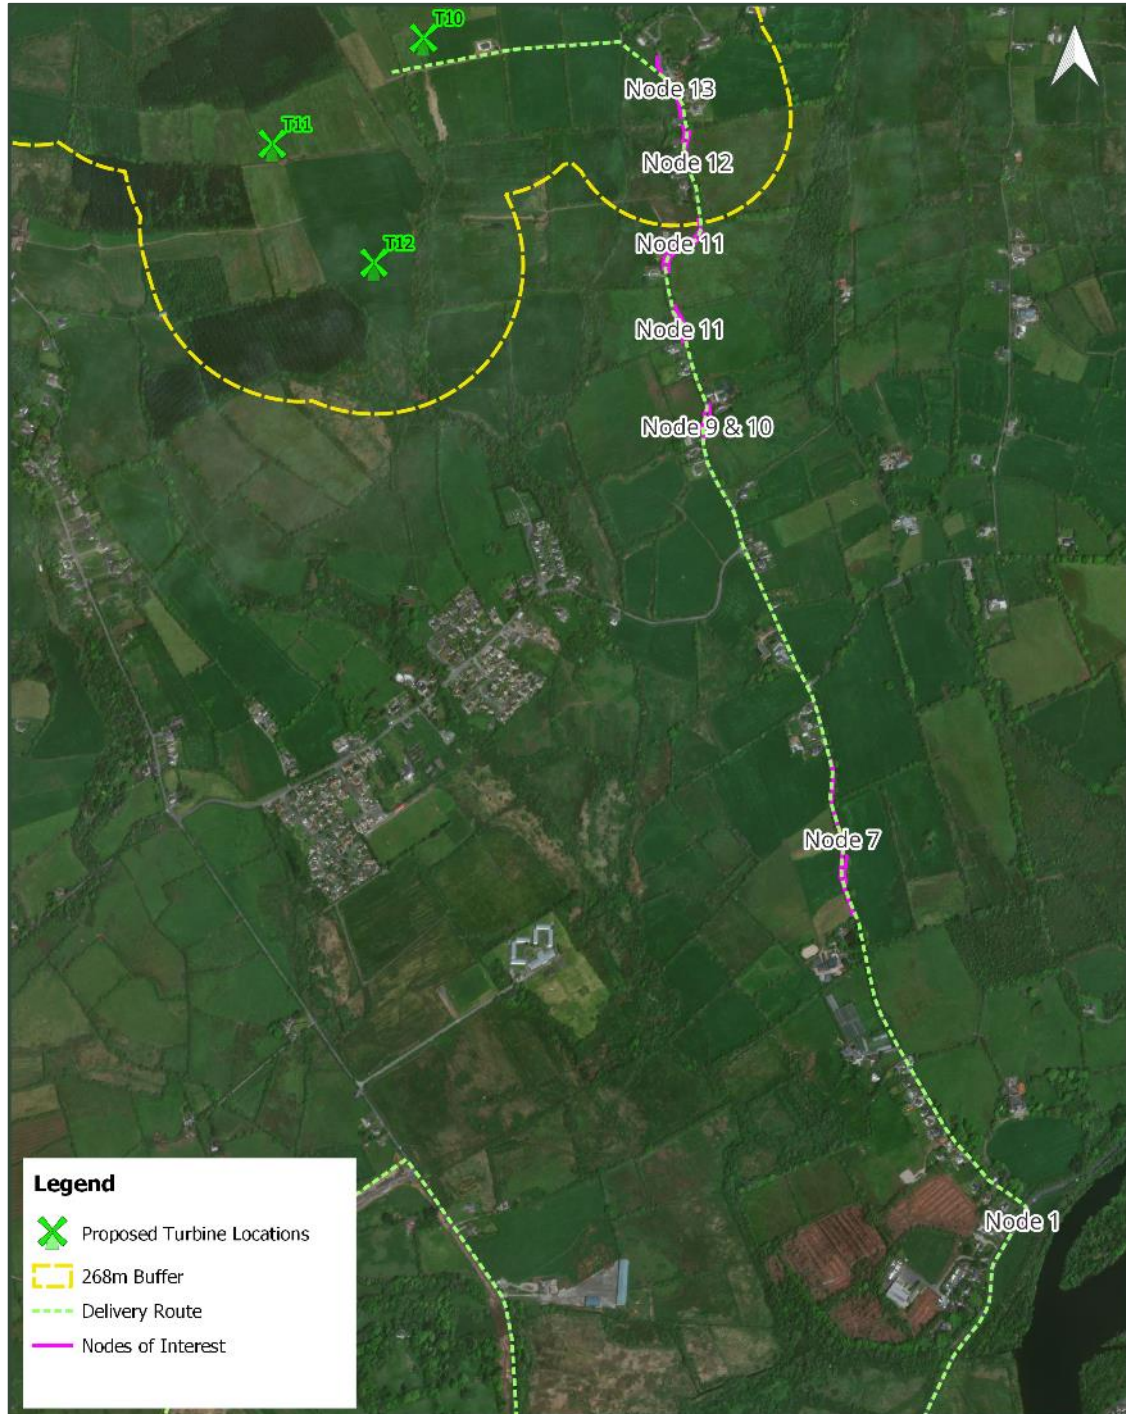 T10
Node 13
T11
Node 12
T12
Node 11
Node 11
Node 9 & 10
Node 7
Node 1
Legend
Proposed Turbine Locations
268m Buffer
Delivery Route
Nodes of Interest